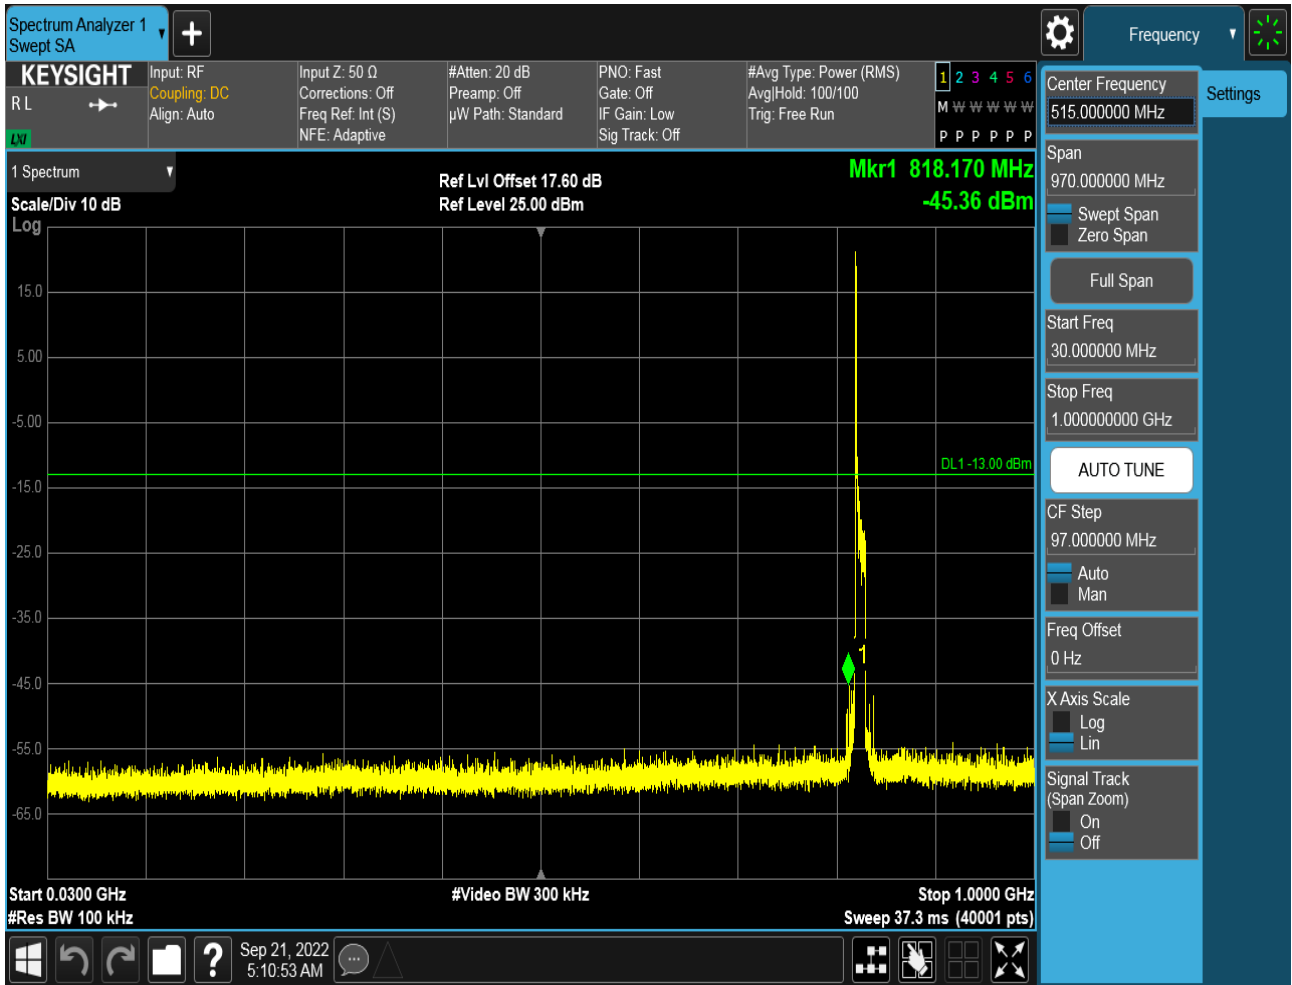 Spectrum Analyzer 1
Swept SA
Frequency
KEYSIGHT
R L
LXI
Input: RF
Coupling: DC
Align: Auto
Input Z: 50 Ω
Corrections: Off
Freq Ref: Int (S)
NFE: Adaptive
#Atten: 20 dB
Preamp: Off
µW Path: Standard
PNO: Fast
Gate: Off
IF Gain: Low
Sig Track: Off
#Avg Type: Power (RMS)
Avg|Hold: 100/100
Trig: Free Run
1 2 3 4 5 6
M W W W W W
P P P P P P
1 Spectrum
Scale/Div 10 dB
Log
Ref Lvl Offset 17.60 dB
Ref Level 25.00 dBm
Mkr1 818.170 MHz
-45.36 dBm
15.0
5.00
-5.00
-15.0
-25.0
-35.0
-45.0
-55.0
-65.0
DL1 -13.00 dBm
Start 0.0300 GHz
#Res BW 100 kHz
#Video BW 300 kHz
Stop 1.0000 GHz
Sweep 37.3 ms (40001 pts)
Center Frequency
515.000000 MHz
Settings
Span
970.000000 MHz
Swept Span
Zero Span
Full Span
Start Freq
30.000000 MHz
Stop Freq
1.000000000 GHz
AUTO TUNE
CF Step
97.000000 MHz
Auto
Man
Freq Offset
0 Hz
X Axis Scale
Log
Lin
Signal Track
(Span Zoom)
On
Off
?
Sep 21, 2022
5:10:53 AM